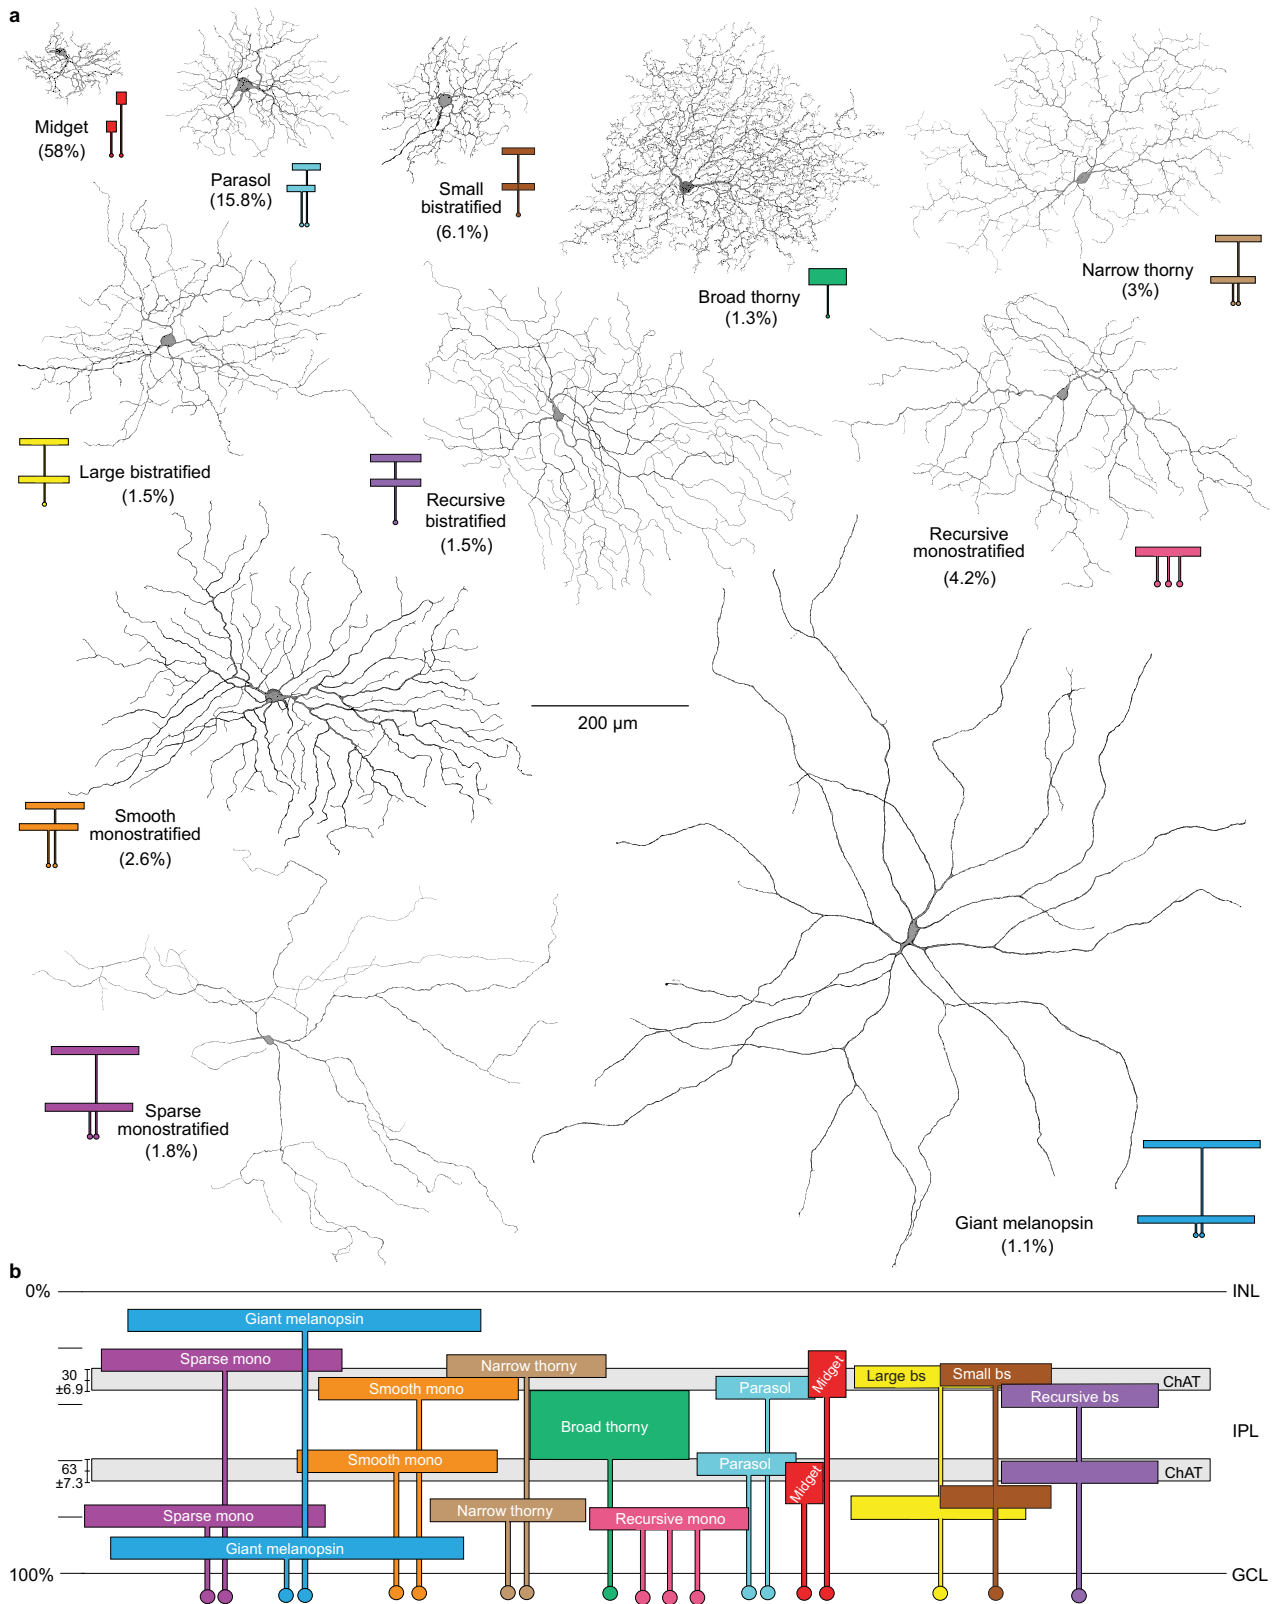 a
Midget
(58%)
Parasol
(15.8%)
Small
bistratified
(6.1%)
Broad thorny
(1.3%)
Narrow thorny
(3%)
Large bistratified
(1.5%)
Recursive
bistratified
(1.5%)
Recursive
monostratified
(4.2%)
200 µm
Smooth
monostratified
(2.6%)
Sparse
monostratified
(1.8%)
Giant melanopsin
(1.1%)
b
0%
INL
Giant melanopsin
Sparse mono
Narrow thorny
Midget
Large bs
Small bs
30
±6.9
Smooth mono
Parasol
ChAT
Recursive bs
Broad thorny
IPL
Smooth mono
Parasol
63
±7.3
ChAT
Midget
Sparse mono
Narrow thorny
Recursive mono
Giant melanopsin
100%
GCL